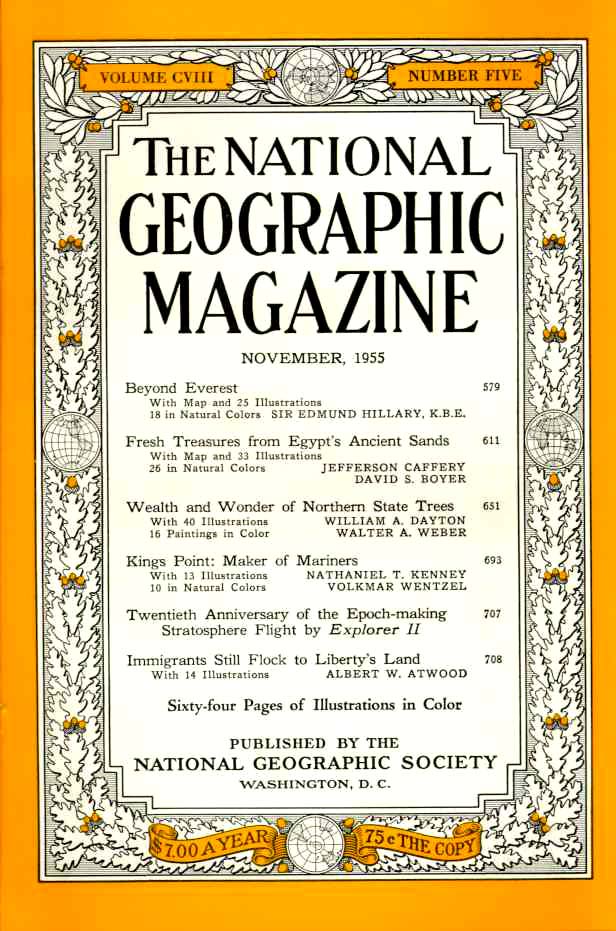 VOLUME CVIII
NUMBER FIVE
THE NATIONAL
GEOGRAPHIC
MAGAZINE
NOVEMBER, 1955
Beyond Everest 579
With Map and 25 Illustrations
18 in Natural Colors SIR EDMUND HILLARY, K.B.E.
Fresh Treasures from Egypt's Ancient Sands 611
With Map and 33 Illustrations
26 in Natural Colors JEFFERSON CAFFERY
DAVID S. BOYER
Wealth and Wonder of Northern State Trees 651
With 40 Illustrations WILLIAM A. DAYTON
16 Paintings in Color WALTER A. WEBER
Kings Point: Maker of Mariners 693
With 13 Illustrations NATHANIEL T. KENNEY
10 in Natural Colors VOLKMAR WENTZEL
Twentieth Anniversary of the Epoch-making 707
Stratosphere Flight by Explorer II
Immigrants Still Flock to Liberty's Land 708
With 14 Illustrations ALBERT W. ATWOOD
Sixty-four Pages of Illustrations in Color
PUBLISHED BY THE
NATIONAL GEOGRAPHIC SOCIETY
WASHINGTON, D. C.
$7.00 A YEAR
75¢ THE COPY